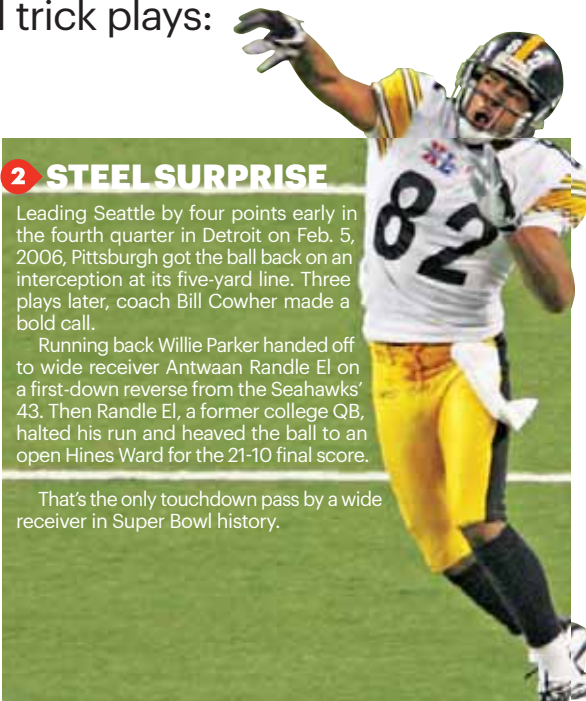 l trick plays:
2 STEEL SURPRISE
Leading Seattle by four points early in
the fourth quarter in Detroit on Feb. 5,
2006, Pittsburgh got the ball back on an
interception at its five-yard line. Three
plays later, coach Bill Cowher made a
bold call.
Running back Willie Parker handed off
to wide receiver Antwaan Randle El on
a first-down reverse from the Seahawks'
43. Then Randle El, a former college QB,
halted his run and heaved the ball to an
open Hines Ward for the 21-10 final score.
That's the only touchdown pass by a wide
receiver in Super Bowl history.
82
XL
82